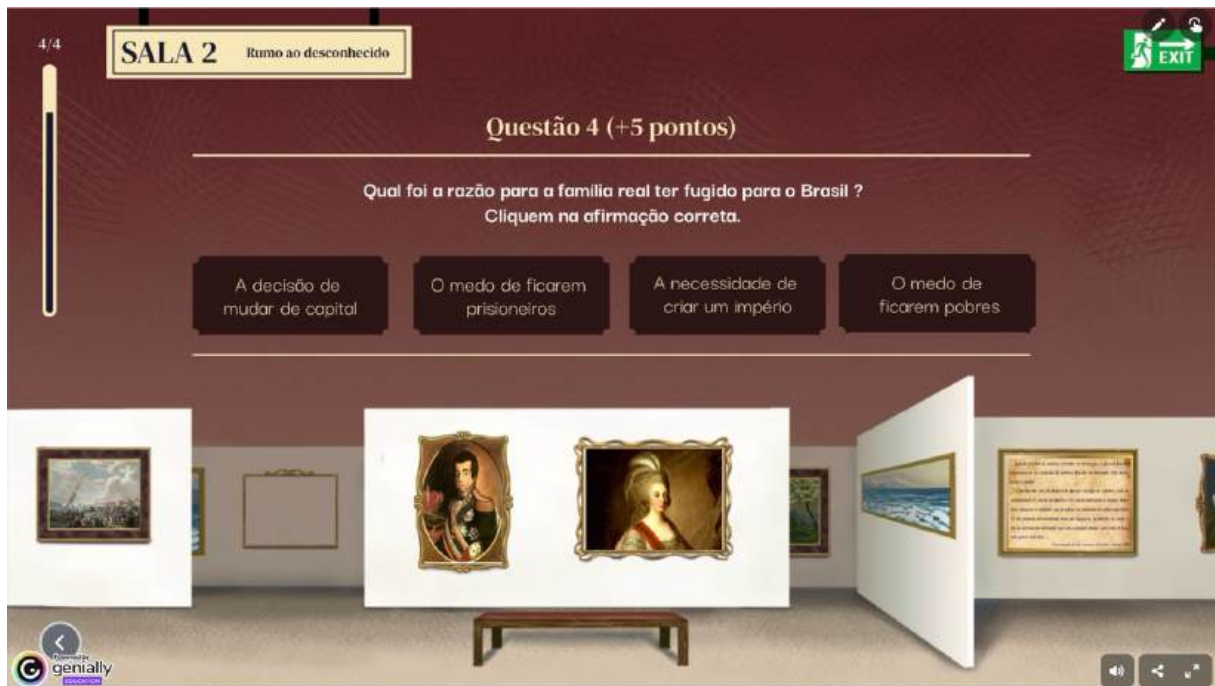 4/4
SALA 2 Rumo ao desconhecido
EXIT
Questão 4 (+5 pontos)
Qual foi a razão para a família real ter fugido para o Brasil ?
Cliquem na afirmação correta.
A decisão de
mudar de capital
O medo de ficarem
prisioneiros
A necessidade de
criar um império
O medo de
ficarem pobres
genially
EDUCATION